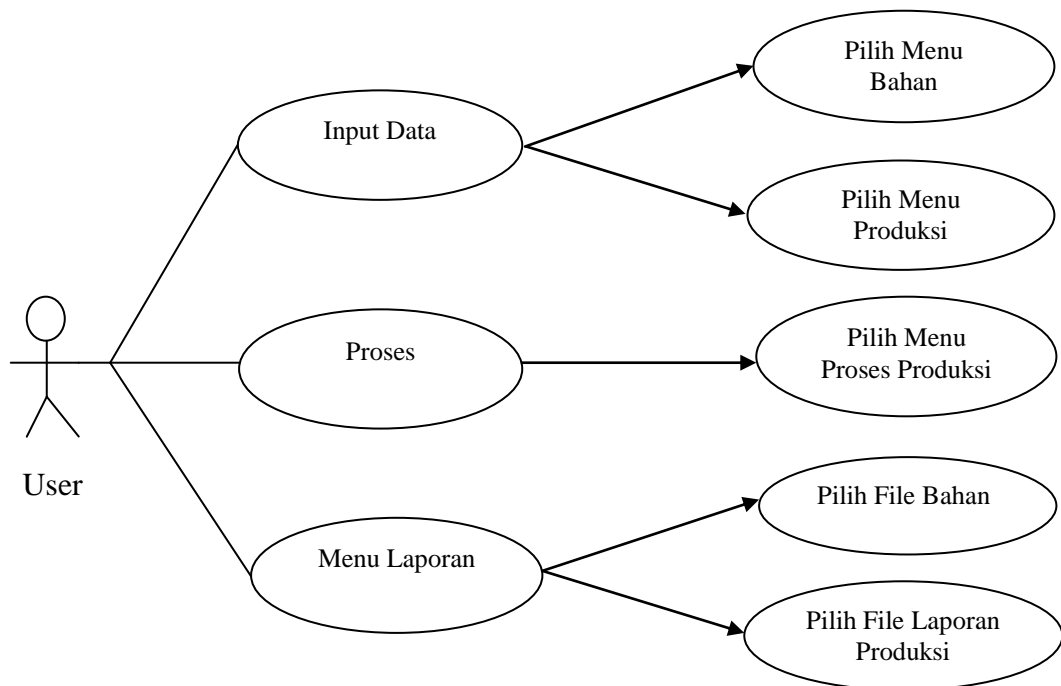 Pilih Menu
Bahan
Input Data
Pilih Menu
Produksi
Proses
Pilih Menu
Proses Produksi
User
Pilih File Bahan
Menu Laporan
Pilih File Laporan
Produksi